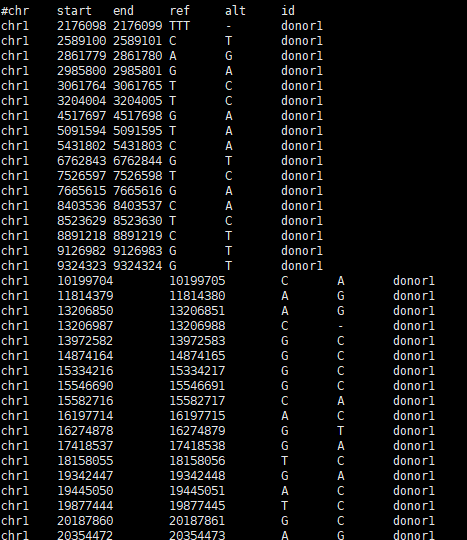 #chr start end ref alt id
chr1 2176098 2176099 TTT - donor1
chr1 2589100 2589101 C T donor1
chr1 2861779 2861780 A G donor1
chr1 2985800 2985801 G A donor1
chr1 3061764 3061765 T C donor1
chr1 3204004 3204005 T C donor1
chr1 4517697 4517698 G A donor1
chr1 5091594 5091595 T A donor1
chr1 5431802 5431803 C A donor1
chr1 6762843 6762844 G T donor1
chr1 7526597 7526598 T C donor1
chr1 7665615 7665616 G A donor1
chr1 8403536 8403537 C A donor1
chr1 8523629 8523630 T C donor1
chr1 8891218 8891219 C T donor1
chr1 9126982 9126983 G T donor1
chr1 9324323 9324324 G T donor1
chr1 10199704 10199705 C A donor1
chr1 11814379 11814380 A G donor1
chr1 13206850 13206851 A G donor1
chr1 13206987 13206988 C - donor1
chr1 13972582 13972583 G C donor1
chr1 14874164 14874165 G C donor1
chr1 15334216 15334217 G C donor1
chr1 15546690 15546691 G C donor1
chr1 15582716 15582717 C A donor1
chr1 16197714 16197715 A C donor1
chr1 16274878 16274879 G T donor1
chr1 17418537 17418538 G A donor1
chr1 18158055 18158056 T C donor1
chr1 19342447 19342448 G A donor1
chr1 19445050 19445051 A C donor1
chr1 19877444 19877445 T C donor1
chr1 20187860 20187861 G C donor1
chr1 20354472 20354473 A G donor1